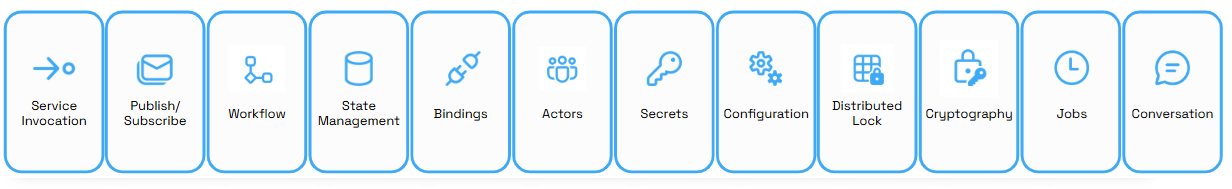 Service
Invocation
Publish/
Subscribe
Workflow
State
Management
Bindings
Actors
Secrets
Configuration
Distributed
Lock
Cryptography
Jobs
Conversation